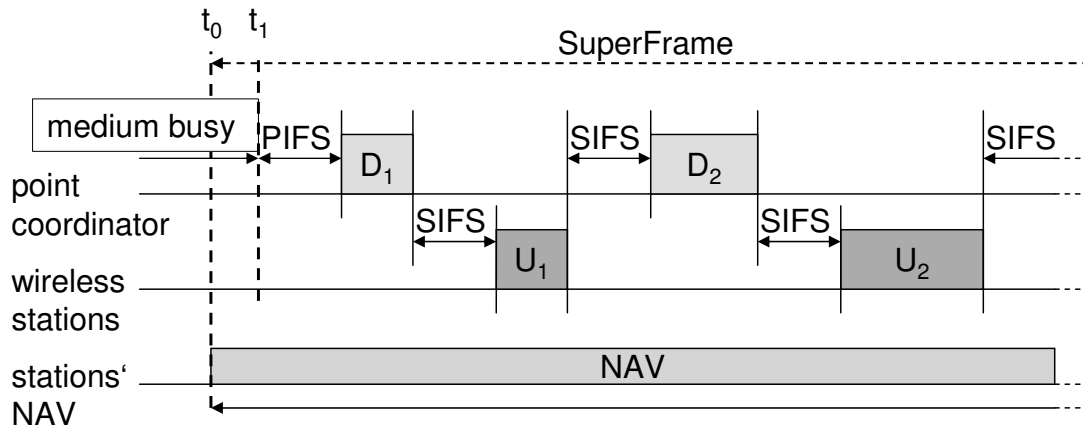 t₀ t₁
SuperFrame
medium busy
PIFS
D₁
SIFS
D₂
SIFS
point
coordinator
SIFS
U₁
SIFS
U₂
wireless
stations
NAV
stations‘
NAV